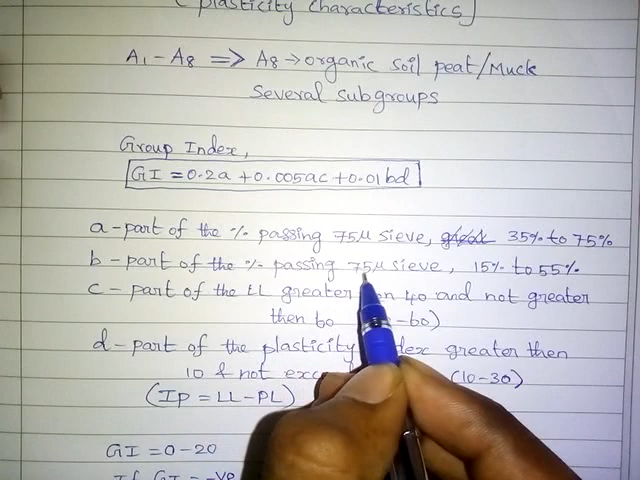 (plasticity characteristics)
A1 - A8 => A8 → organic soil peat/Muck
Several subgroups
Group Index,
GI = 0.2a + 0.005ac + 0.01bd
a - part of the % passing 75μ sieve, 35% to 75%
b - part of the % passing 75μ sieve, 15% to 55%
c - part of the LL greater 40 and not greater
then 60 -60)
d - part of the plasticity greater then
10 & not (10-30)
(Ip = LL - PL)
GI = 0-20
If GI = -ve